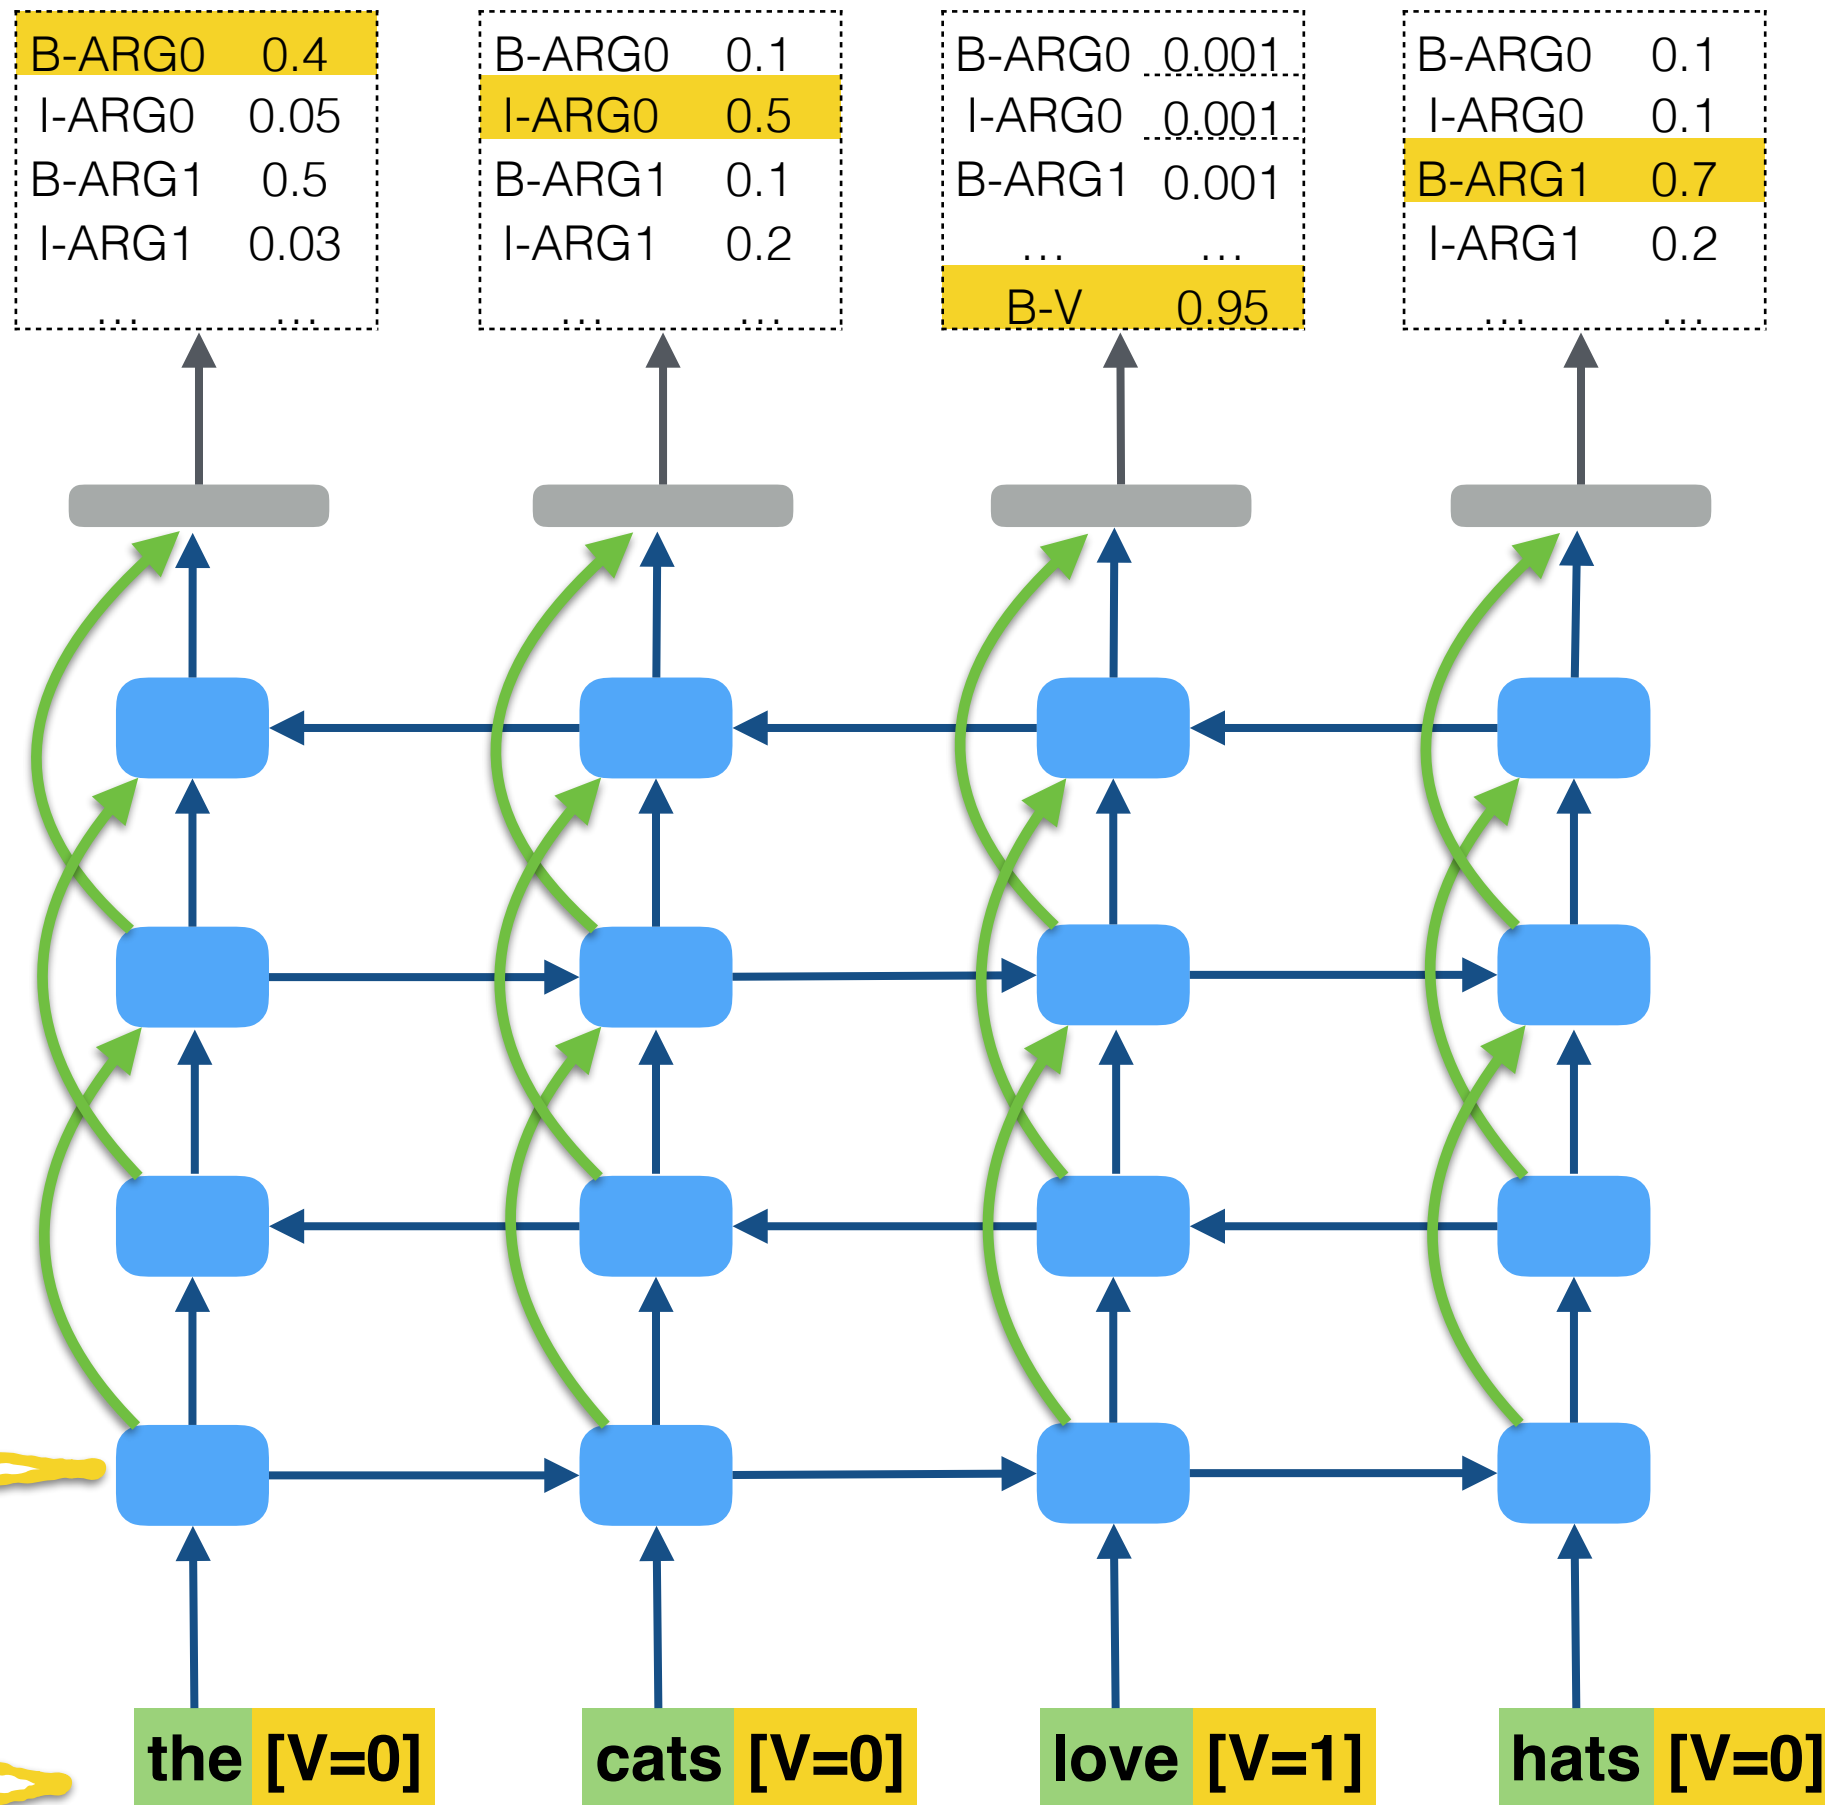 B-ARG0 0.4
I-ARG0 0.05
B-ARG1 0.5
I-ARG1 0.03
... ...
B-ARG0 0.1
I-ARG0 0.5
B-ARG1 0.1
I-ARG1 0.2
... ...
B-ARG0 0.001
I-ARG0 0.001
B-ARG1 0.001
... ...
B-V 0.95
B-ARG0 0.1
I-ARG0 0.1
B-ARG1 0.7
I-ARG1 0.2
... ...
the [V=0]
cats [V=0]
love [V=1]
hats [V=0]